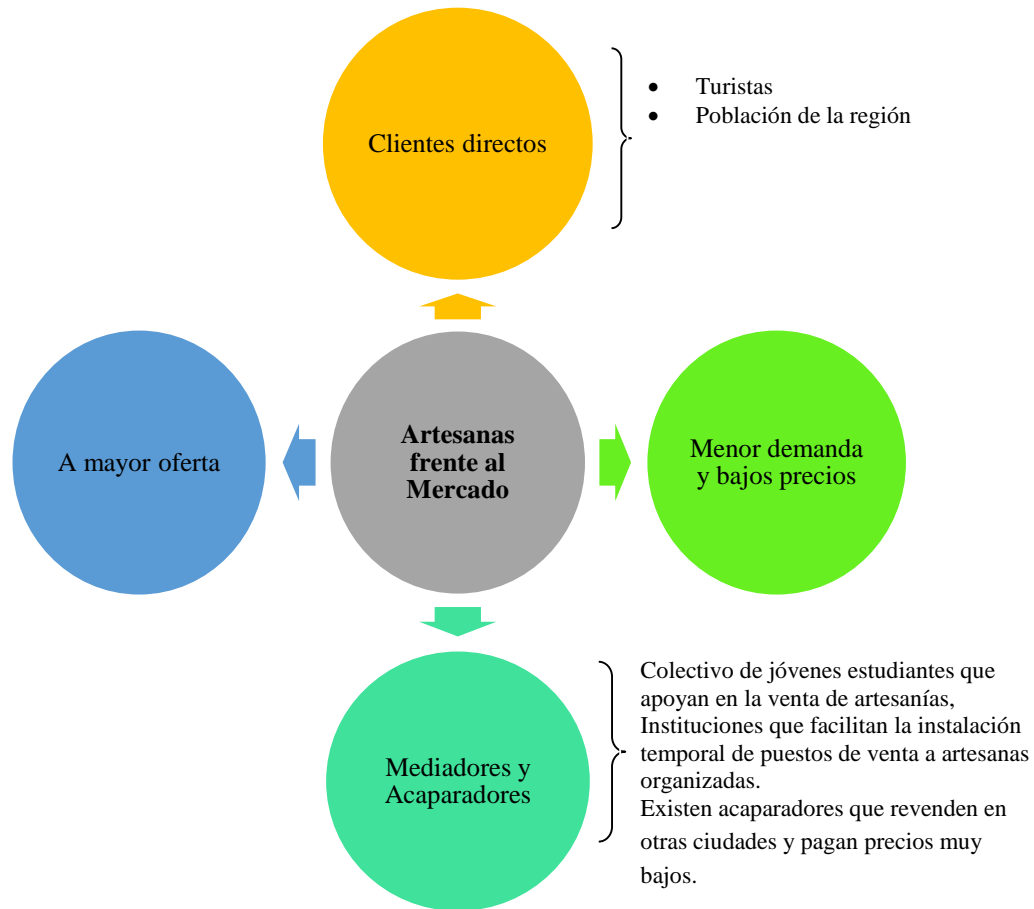 Clientes directos
• Turistas
• Población de la región
A mayor oferta
Artesanas
frente al
Mercado
Menor demanda
y bajos precios
Mediadores y
Acaparadores
Colectivo de jóvenes estudiantes que
apoyan en la venta de artesanías,
Instituciones que facilitan la instalación
temporal de puestos de venta a artesanas
organizadas.
Existen acaparadores que revenden en
otras ciudades y pagan precios muy
bajos.